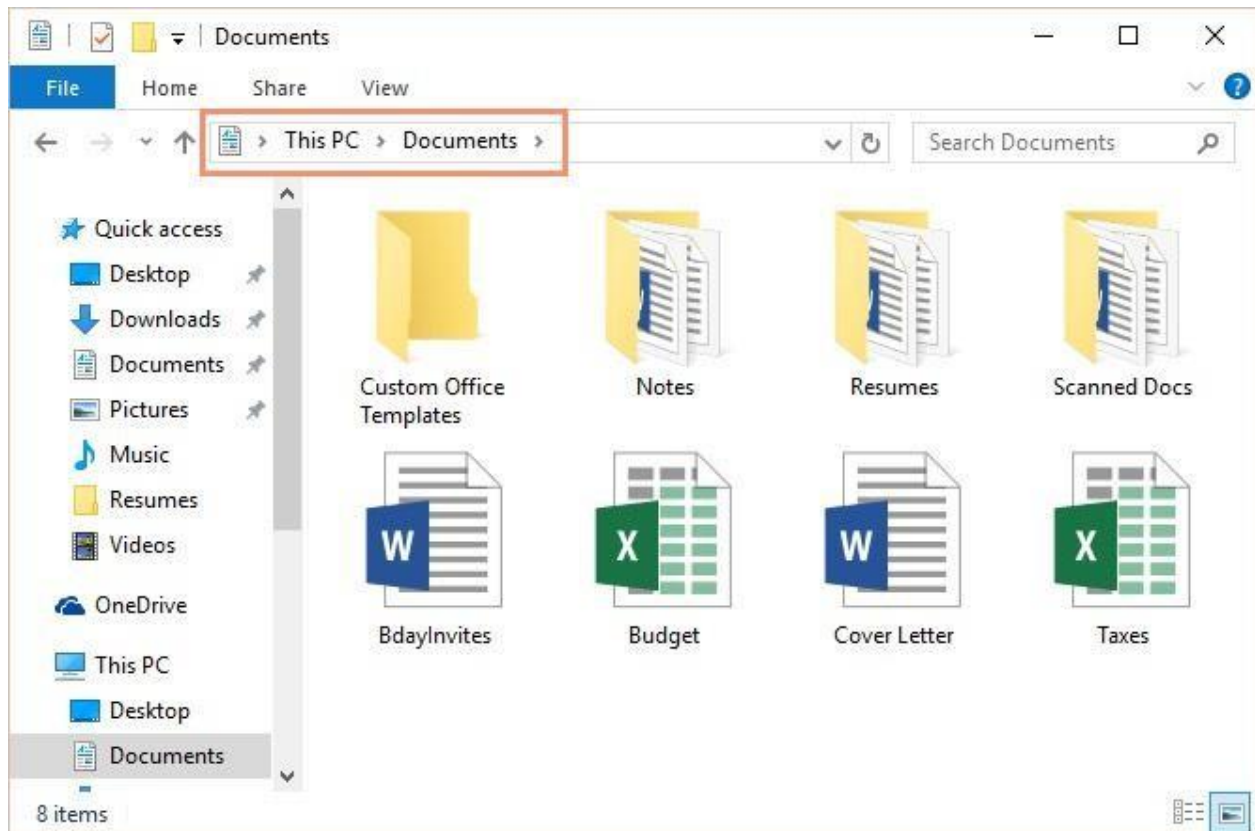 Documents
File Home Share View
This PC > Documents >
Search Documents
Quick access
Desktop
Downloads
Documents
Pictures
Music
Resumes
Videos
OneDrive
This PC
Desktop
Documents
Custom Office
Templates
Notes
Resumes
Scanned Docs
W
X
W
X
BdayInvites
Budget
Cover Letter
Taxes
8 items